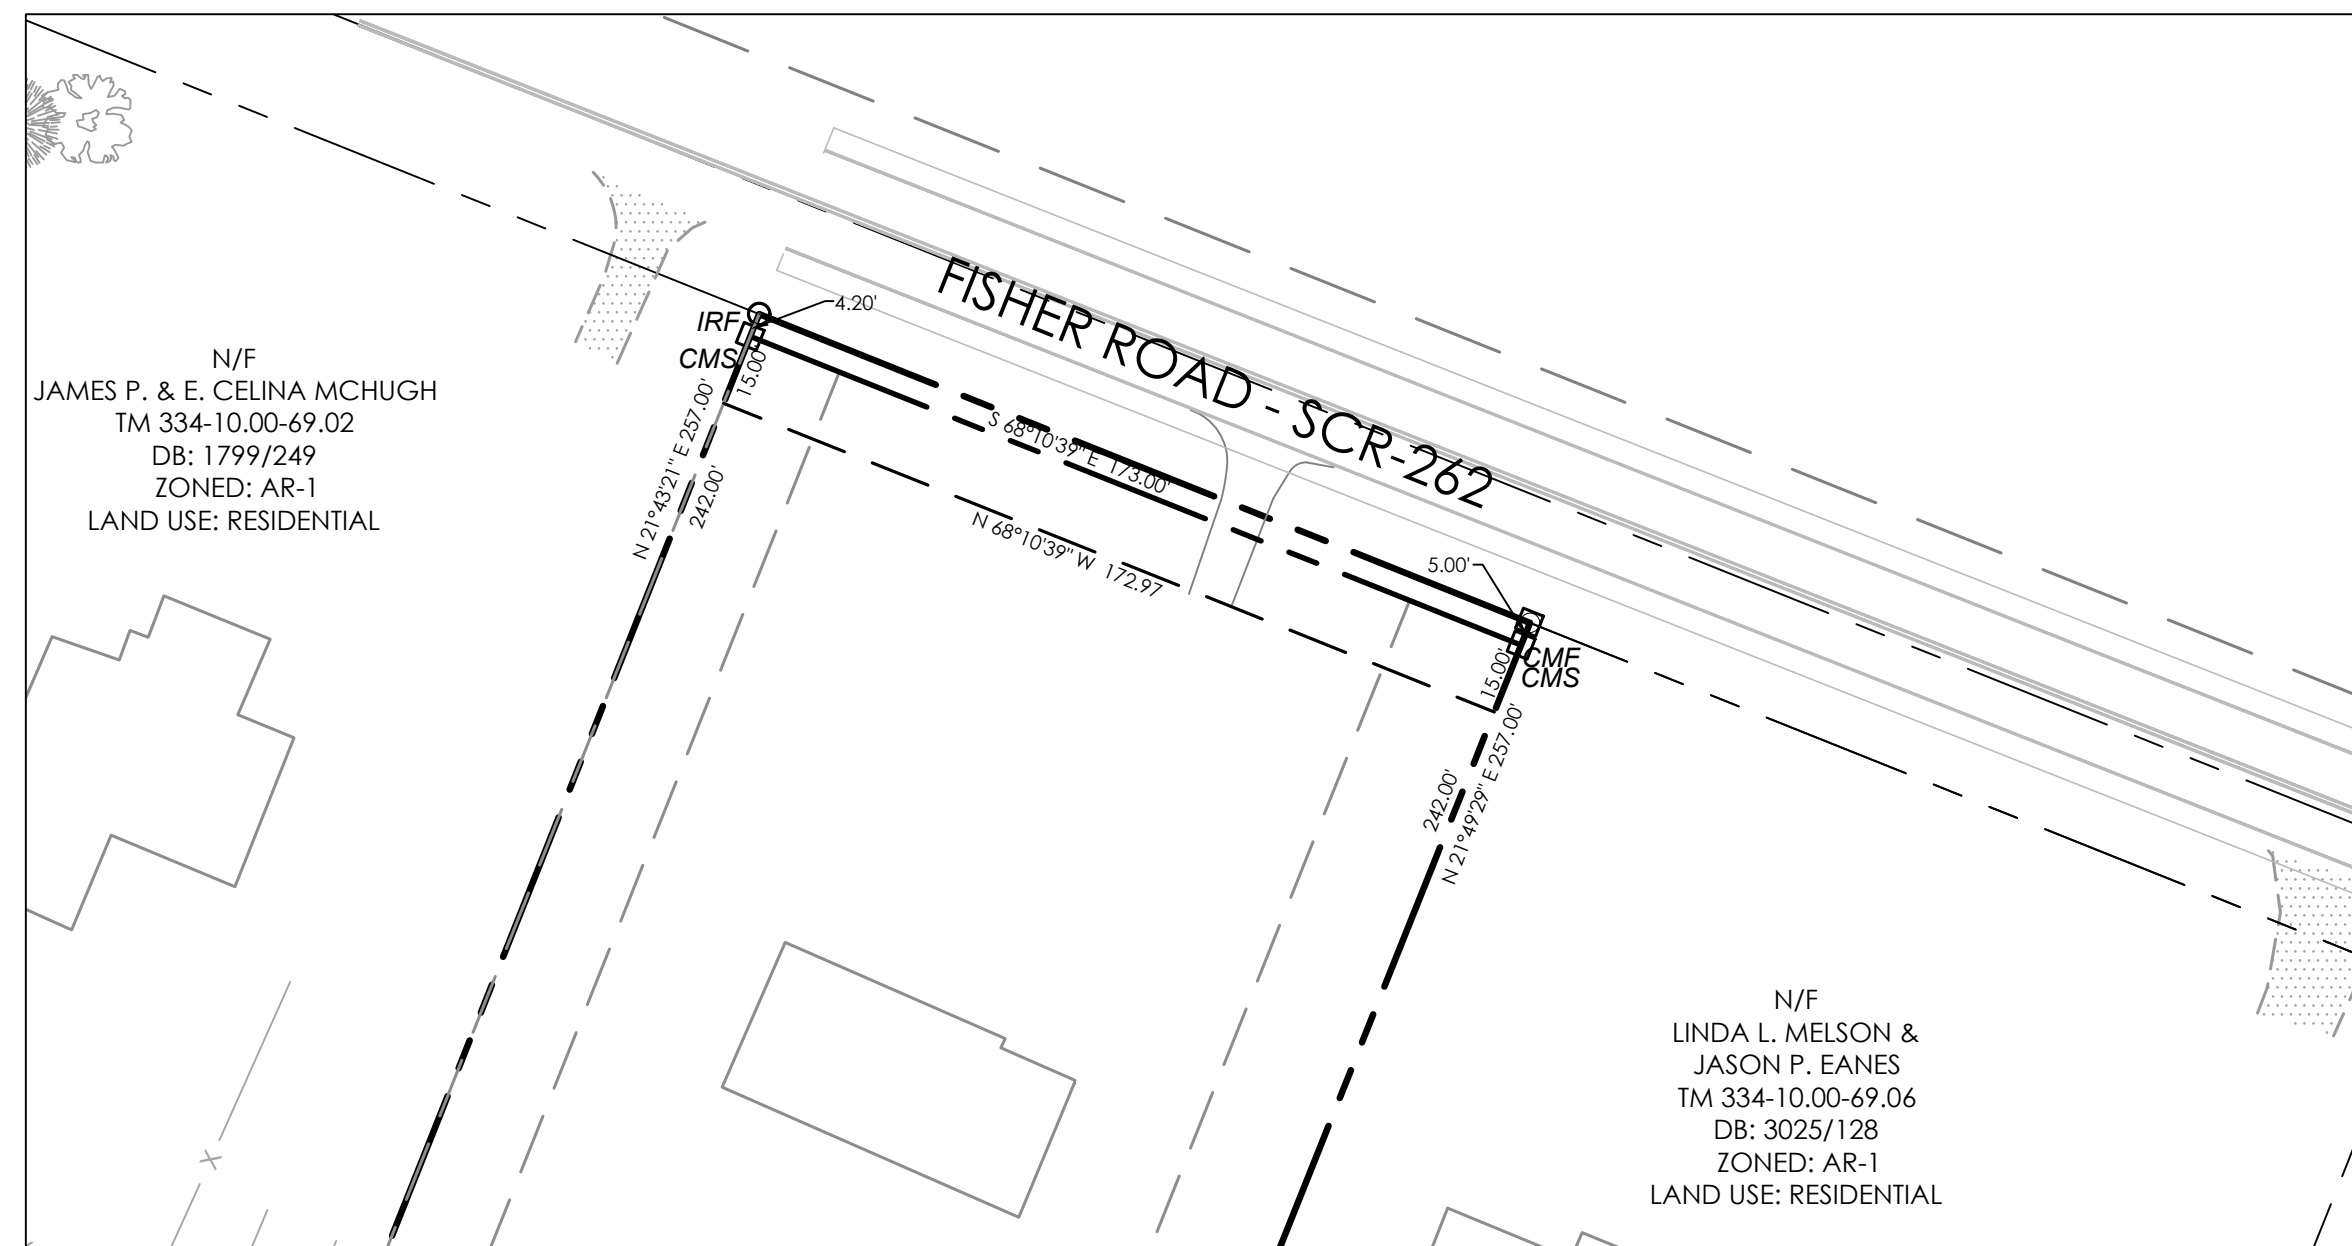 FISHER ROAD - SCR-262
4.20'
IRF
CMS
15.00'
N 21°43'21" E 257.00'
242.00'
S 68°10'39" E 173.00'
N 68°10'39" W 172.97
5.00'
CMF
CMS
15.00'
N 21°49'29" E 257.00'
242.00'
N/F
JAMES P. & E. CELINA MCHUGH
TM 334-10.00-69.02
DB: 1799/249
ZONED: AR-1
LAND USE: RESIDENTIAL
X
N/F
LINDA L. MELSON &
JASON P. EANES
TM 334-10.00-69.06
DB: 3025/128
ZONED: AR-1
LAND USE: RESIDENTIAL